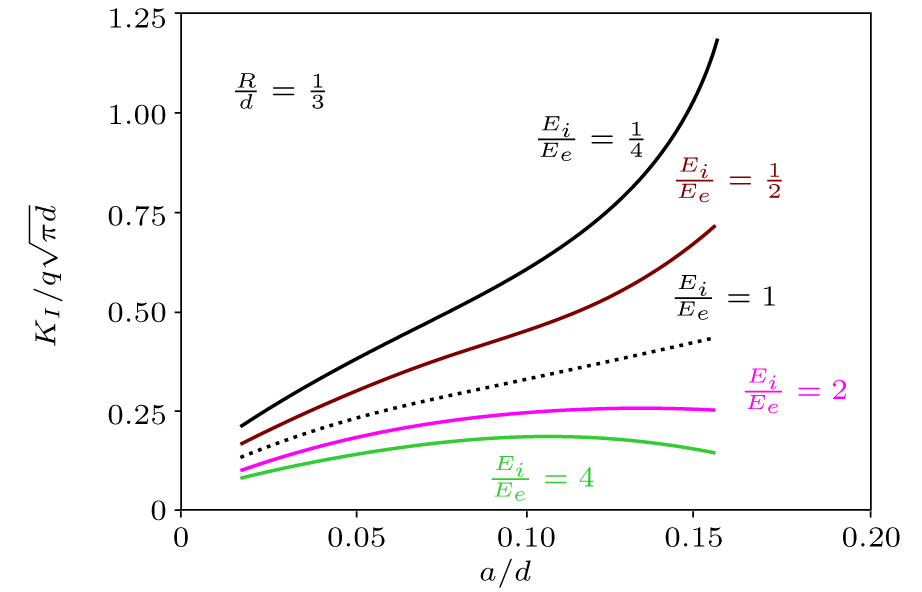 1.25
1.00
0.75
0.50
0.25
0
0
0.05
0.10
0.15
0.20
K_I/q√πd
a/d
R/d = 1/3
E_i/E_e = 1/4
E_i/E_e = 1/2
E_i/E_e = 1
E_i/E_e = 2
E_i/E_e = 4